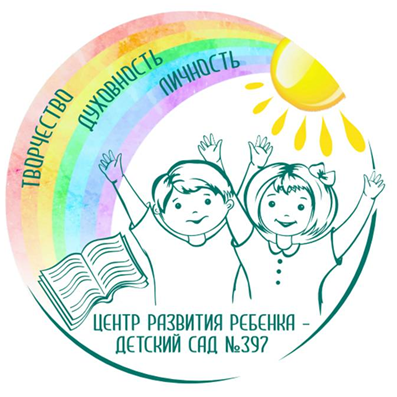 ТВОРЧЕСТВО
ДУХОВНОСТЬ
ЛИЧНОСТЬ
ЦЕНТР РАЗВИТИЯ РЕБЕНКА -
ДЕТСКИЙ САД №397